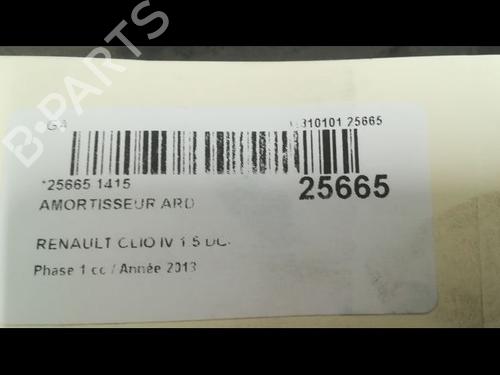 G4
310101 25665
*25665 1415
25665
AMORTISSEUR ARD
RENAULT CLIO IV 1 5
Phase 1 cc / Année 2013
B-PARTS